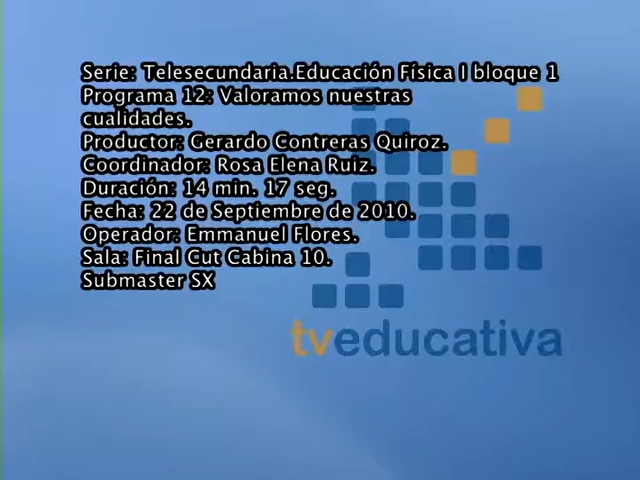 Serie: Telesecundaria.Educación Física I bloque 1
Programa 12: Valoramos nuestras
cualidades.
Productor: Gerardo Contreras Quiroz.
Coordinador: Rosa Elena Ruiz.
Duración: 14 min. 17 seg.
Fecha: 22 de Septiembre de 2010.
Operador: Emmanuel Flores.
Sala: Final Cut Cabina 10.
Submaster SX
tveducativa